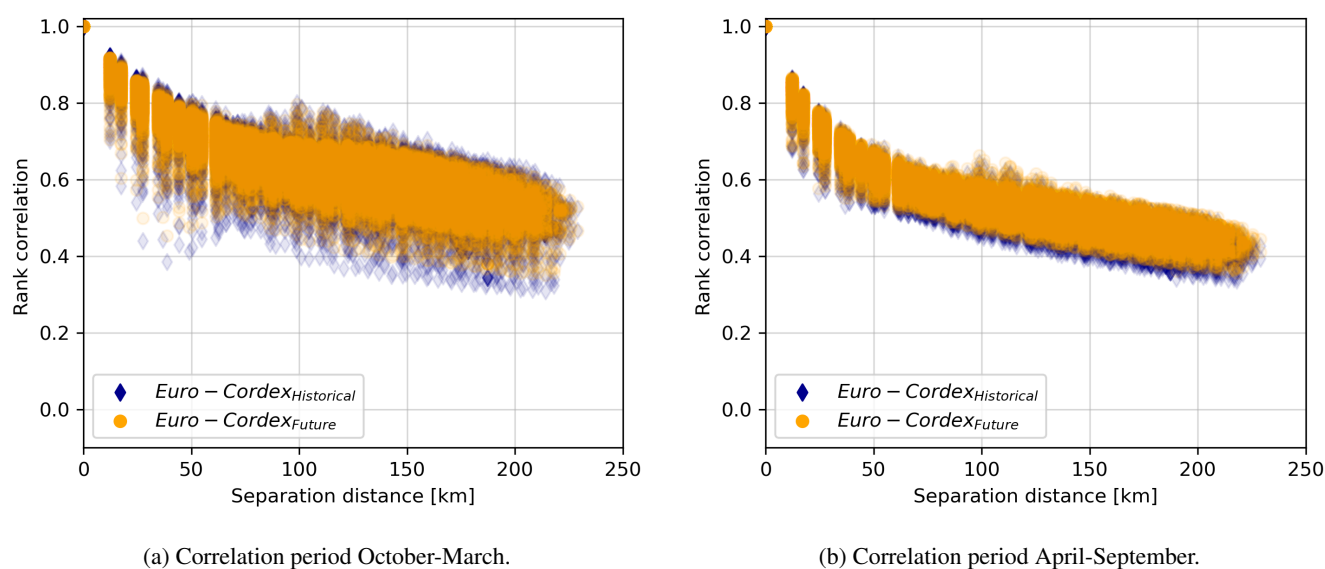 1.0
0.8
0.6
0.4
0.2
0.0
Rank correlation
Euro − Cordex_Historical
Euro − Cordex_Future
0 50 100 150 200 250
Separation distance [km]
(a) Correlation period October-March.
1.0
0.8
0.6
0.4
0.2
0.0
Rank correlation
Euro − Cordex_Historical
Euro − Cordex_Future
0 50 100 150 200 250
Separation distance [km]
(b) Correlation period April-September.